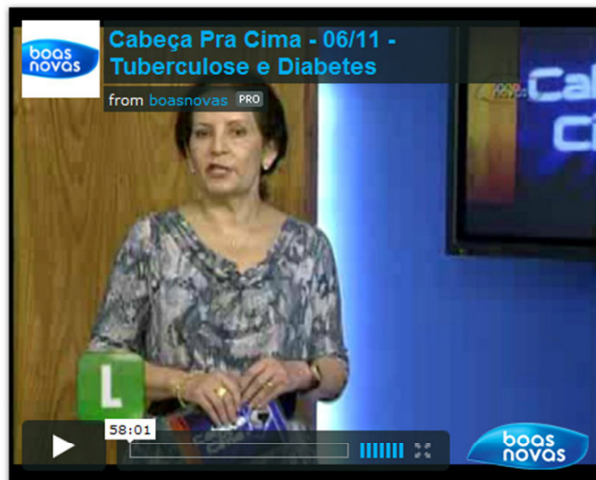 boas
novas
Cabeça Pra Cima - 06/11 -
Tuberculose e Diabetes
from boasnovas PRO
L
58:01
boas
novas